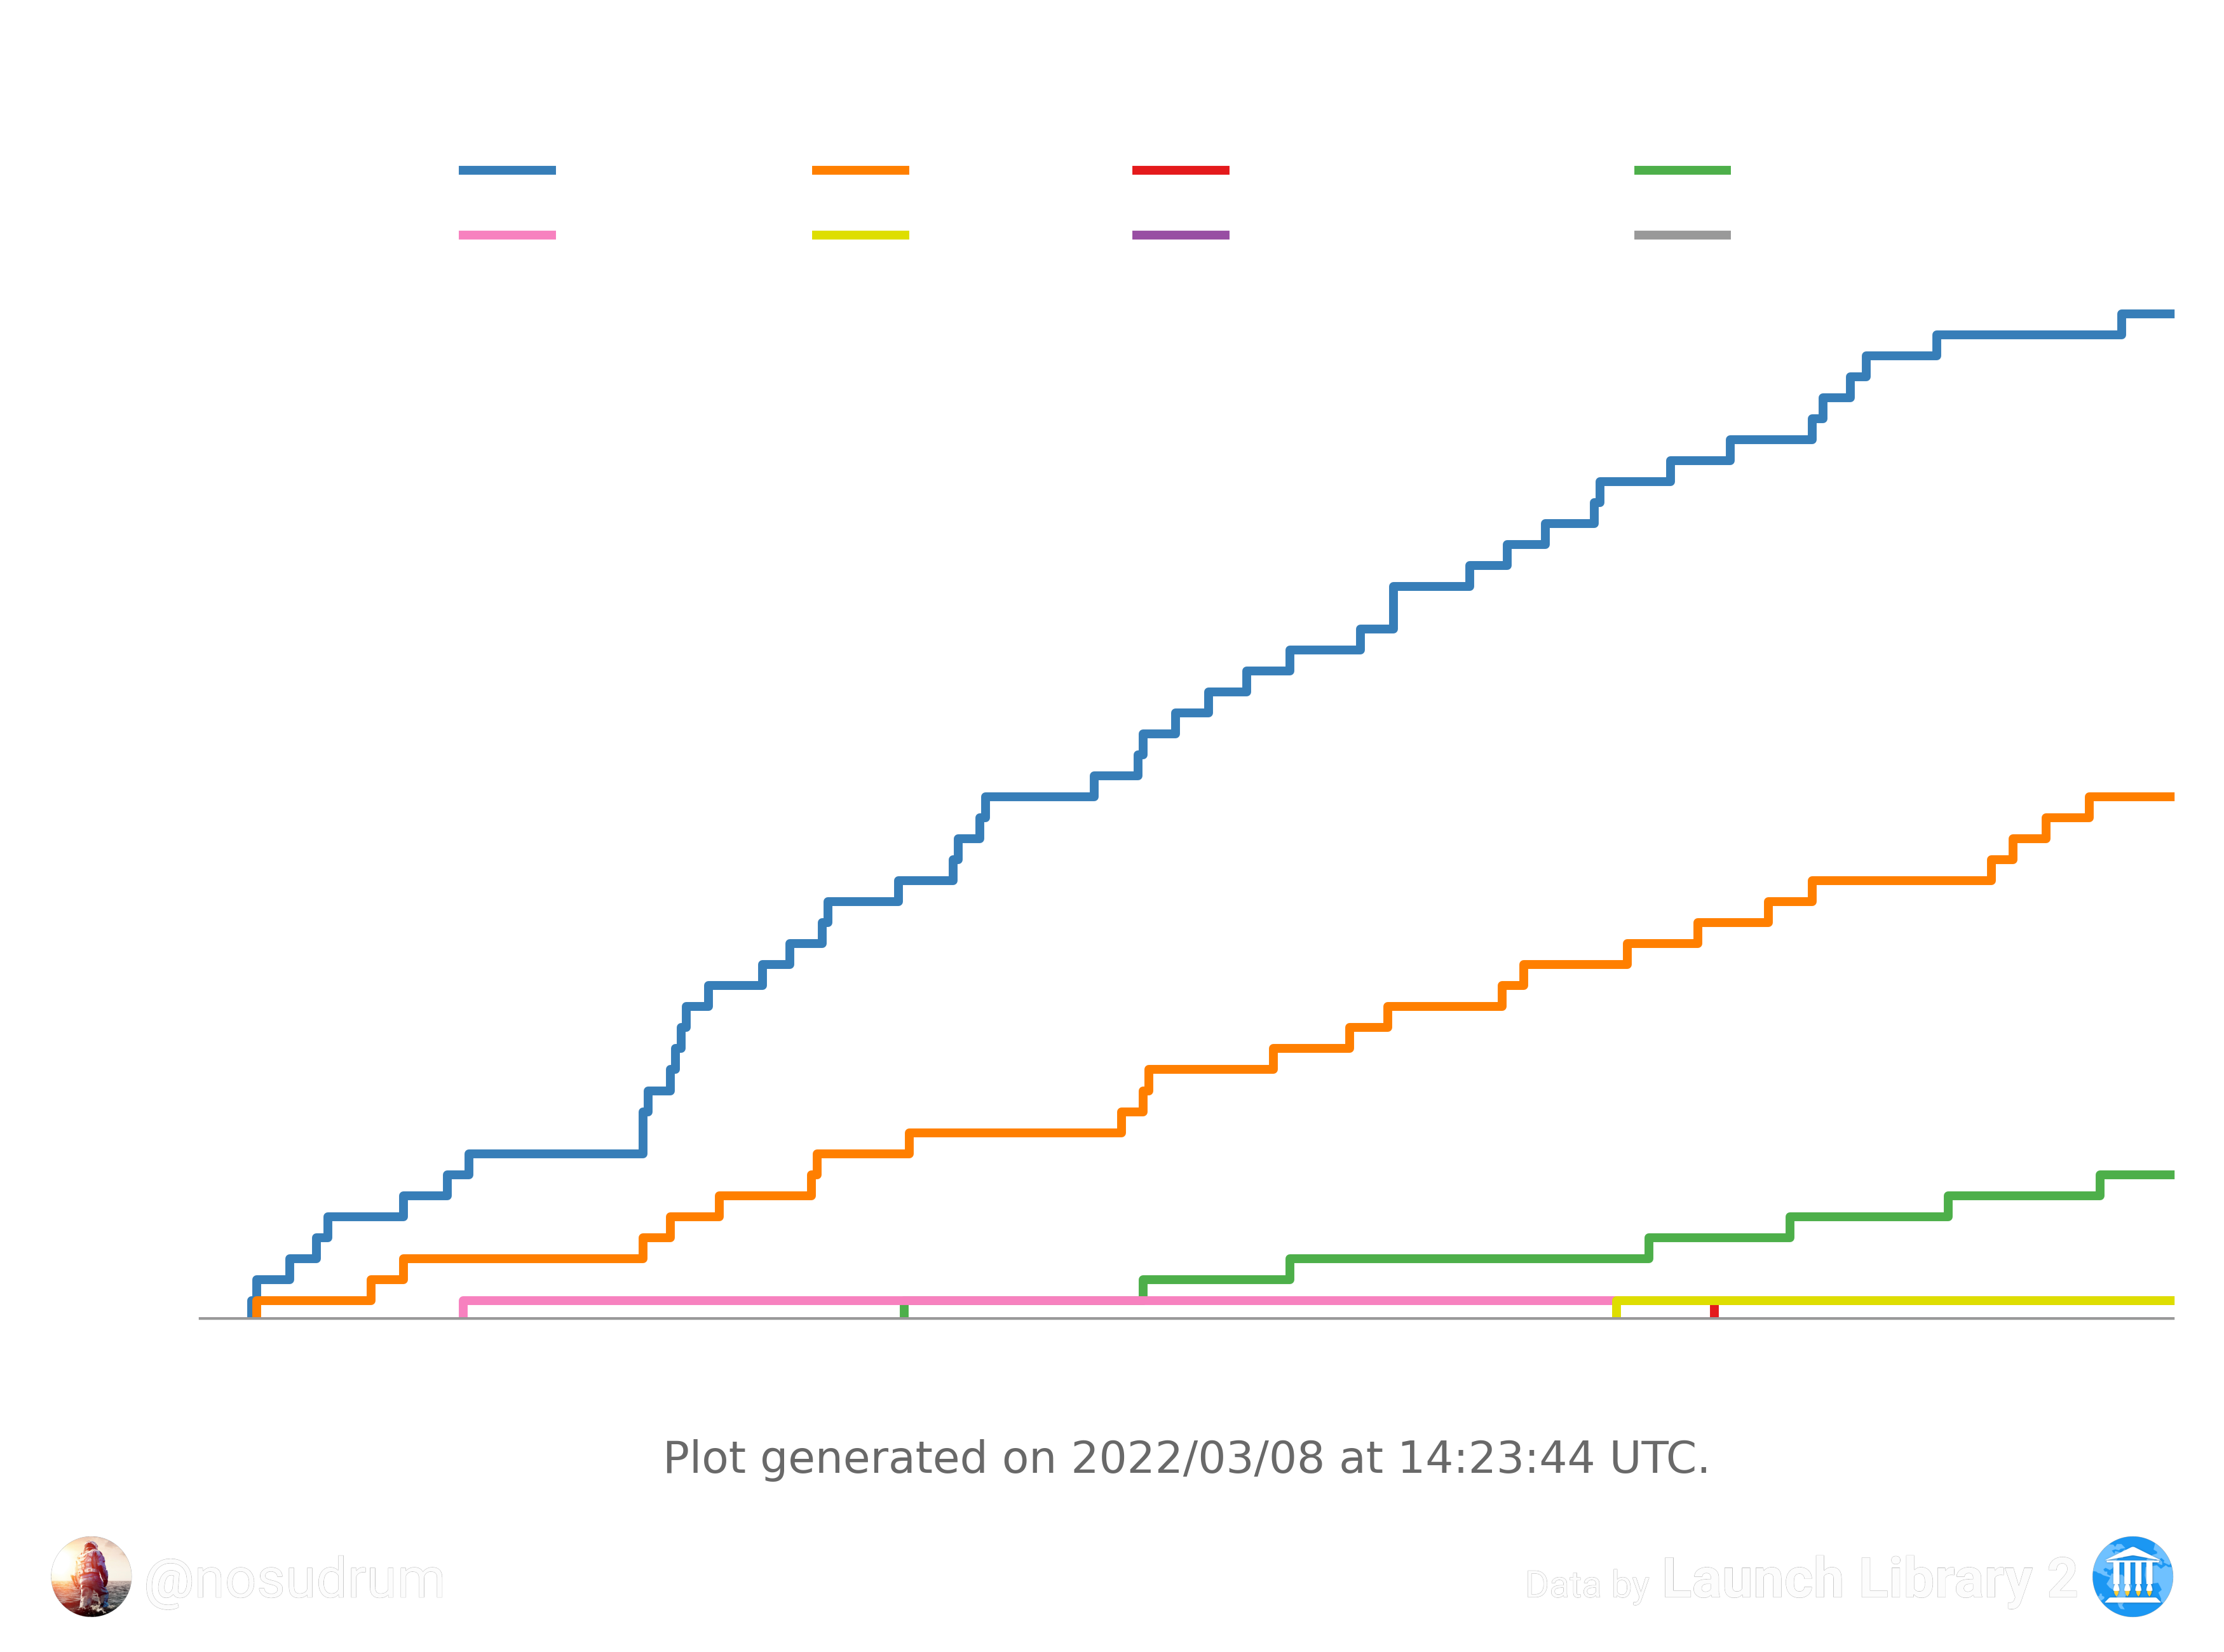 Plot generated on 2022/03/08 at 14:23:44 UTC.
@nosudrum
Data by Launch Library 2